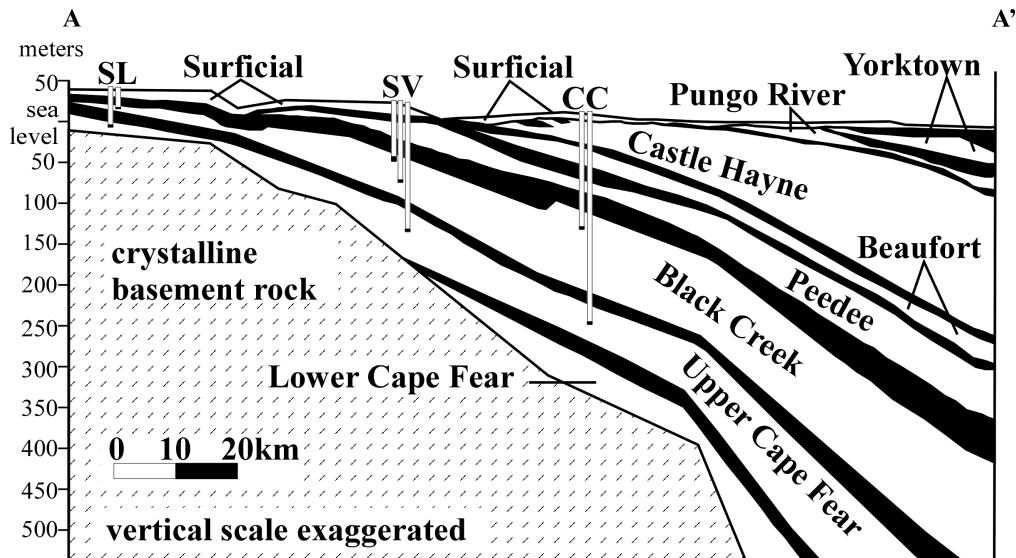 A
A’
meters
50
sea
level
50
100
150
200
250
300
350
400
450
500
SL
Surficial
SV
Surficial
CC
Pungo River
Yorktown
Castle Hayne
Beaufort
Peedee
Black Creek
Upper Cape Fear
Lower Cape Fear
crystalline
basement rock
0 10 20km
vertical scale exaggerated